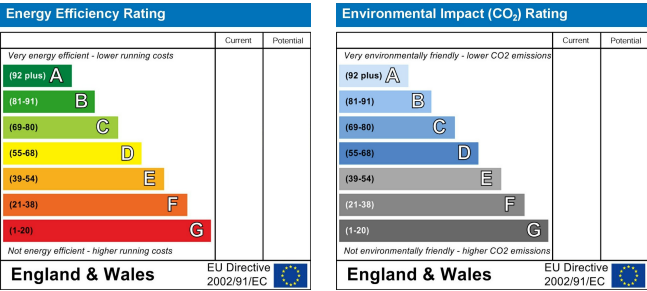 Energy Efficiency Rating
Current Potential
Very energy efficient - lower running costs
(92 plus) A
(81-91) B
(69-80) C
(55-68) D
(39-54) E
(21-38) F
(1-20) G
Not energy efficient - higher running costs
England & Wales
EU Directive
2002/91/EC
Environmental Impact (CO₂) Rating
Current Potential
Very environmentally friendly - lower CO2 emissions
(92 plus) A
(81-91) B
(69-80) C
(55-68) D
(39-54) E
(21-38) F
(1-20) G
Not environmentally friendly - higher CO2 emissions
England & Wales
EU Directive
2002/91/EC